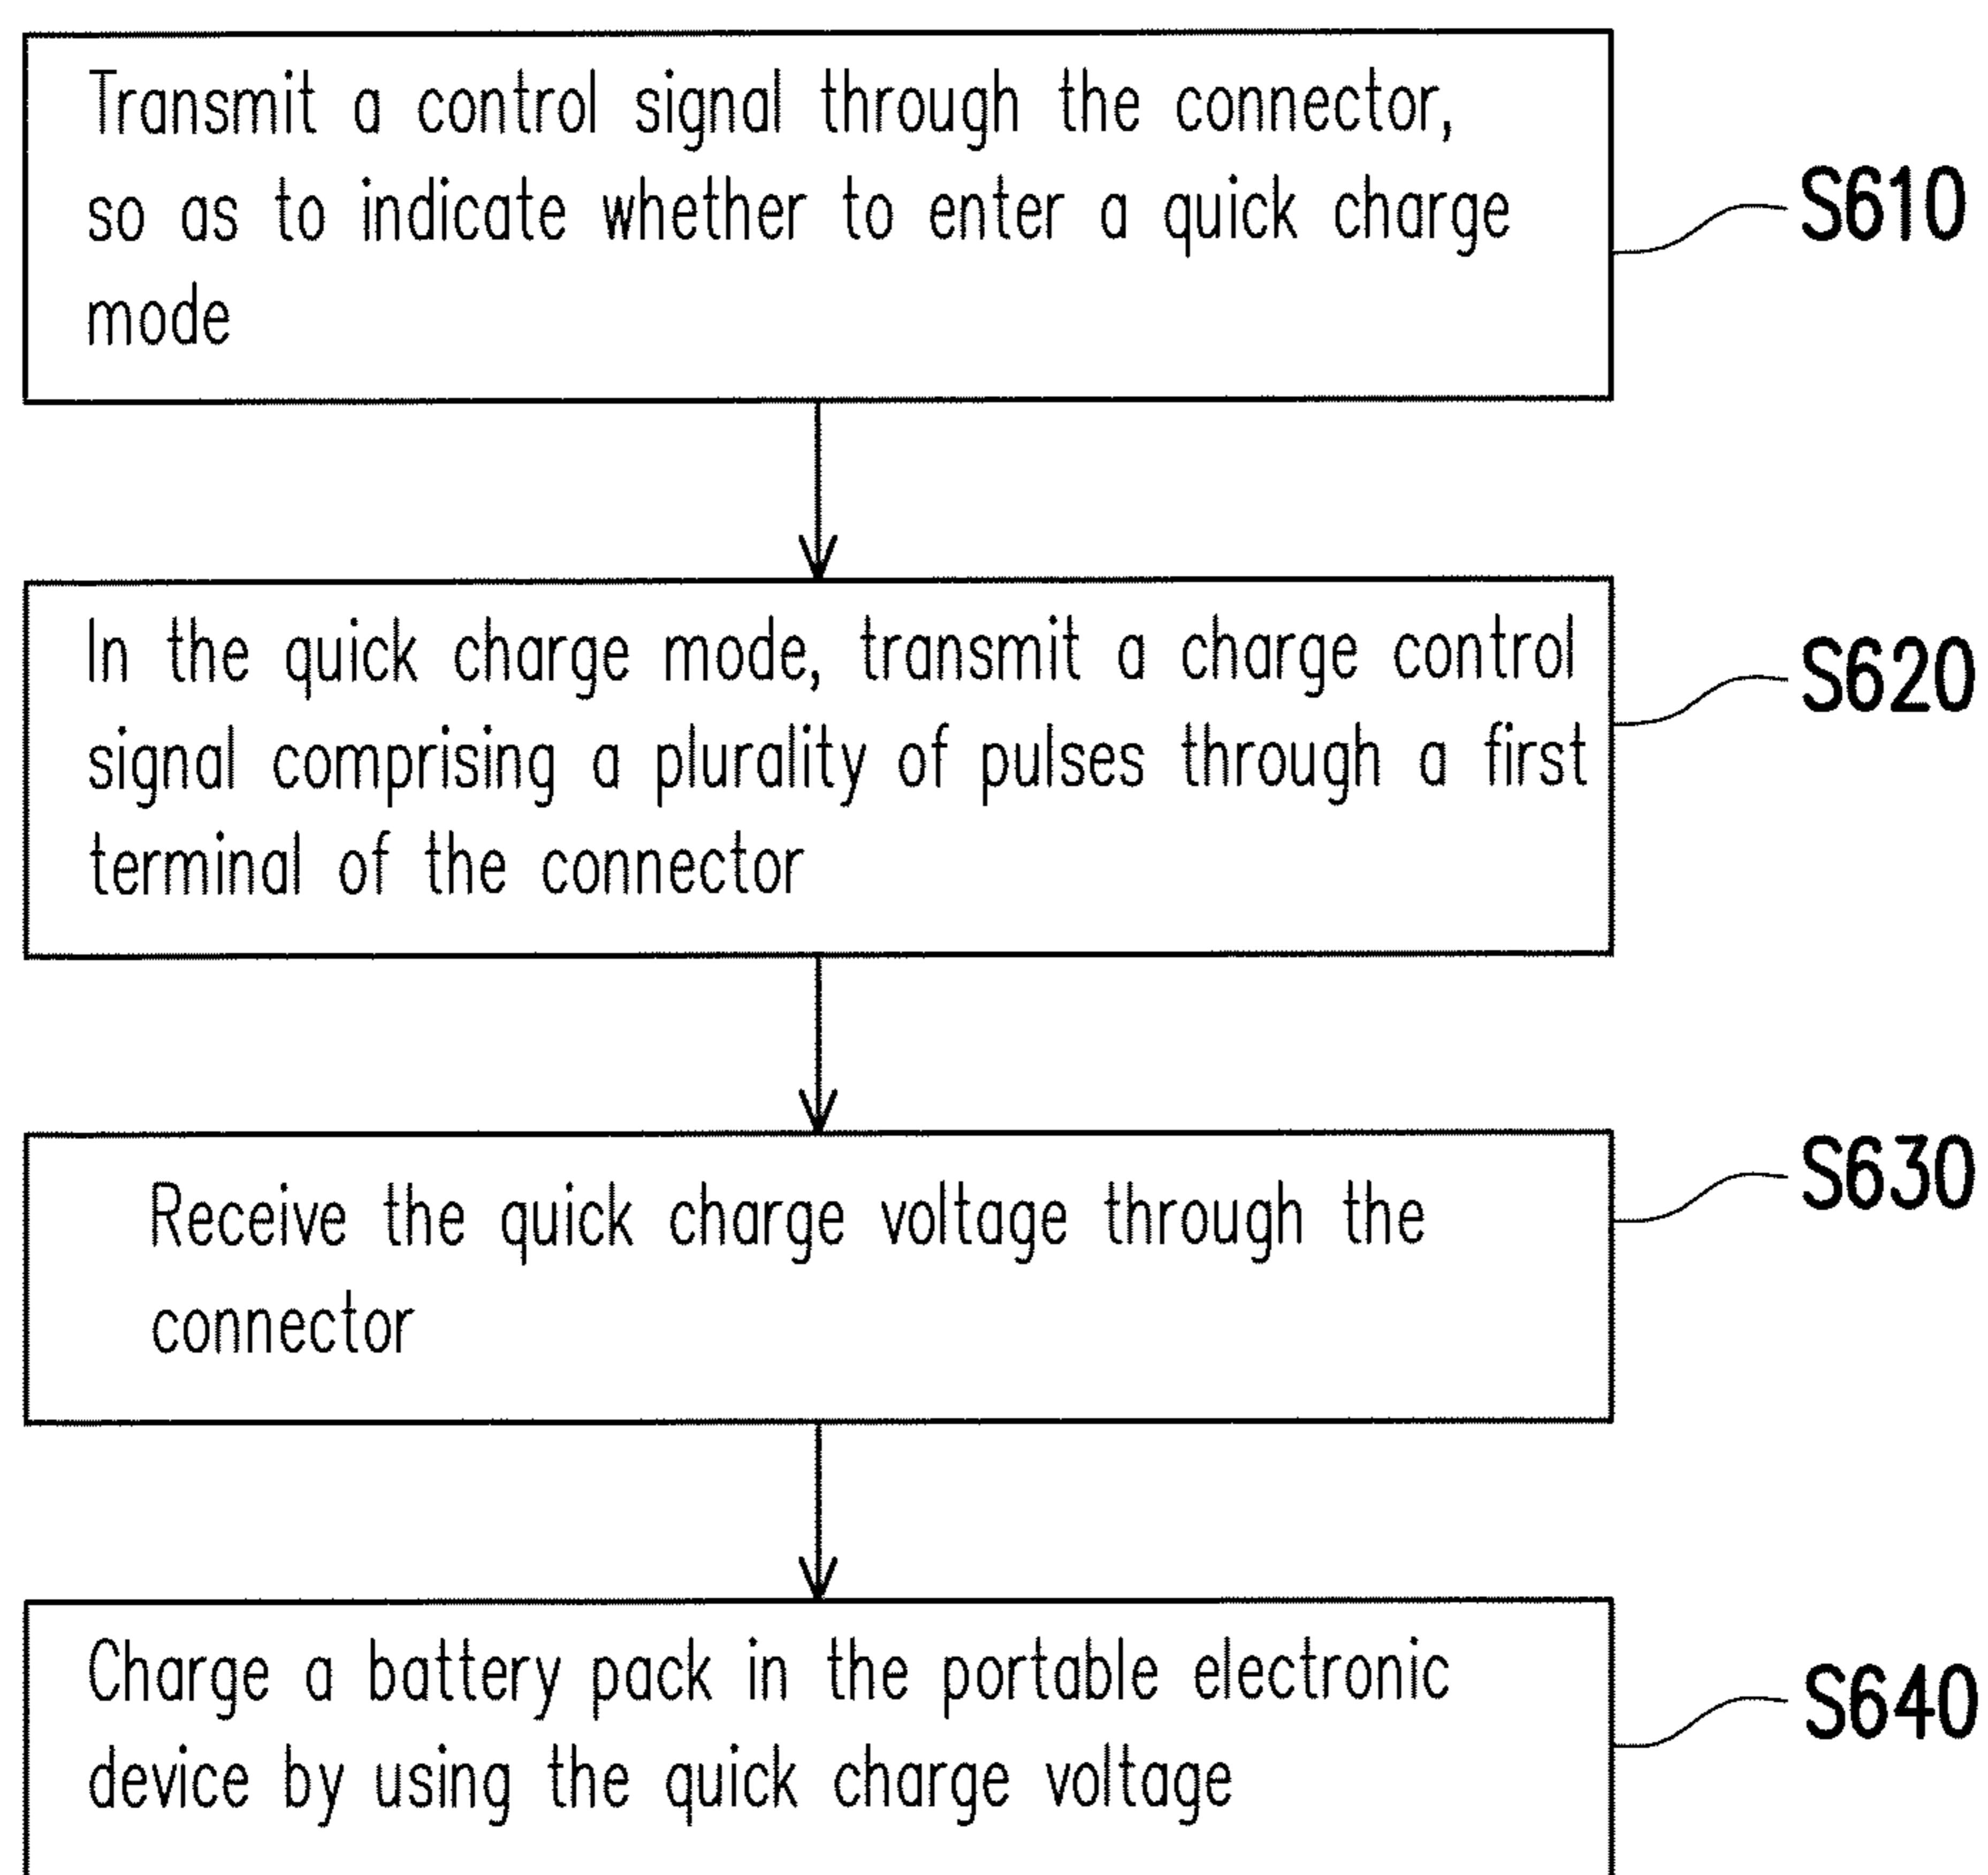 Transmit a control signal through the connector,
so as to indicate whether to enter a quick charge
mode
S610
In the quick charge mode, transmit a charge control
signal comprising a plurality of pulses through a first
terminal of the connector
S620
Receive the quick charge voltage through the
connector
S630
Charge a battery pack in the portable electronic
device by using the quick charge voltage
S640